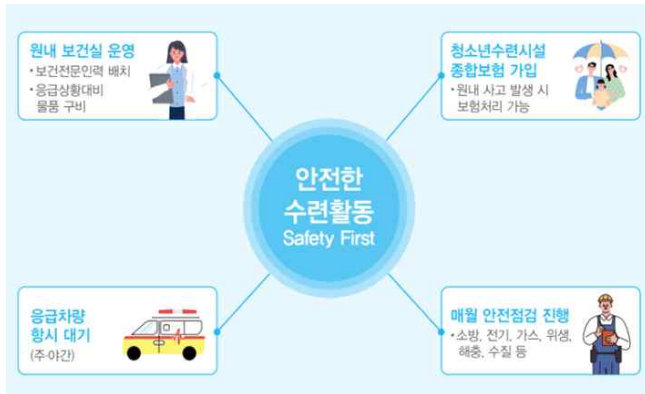 원내 보건실 운영
•보건전문인력 배치
•응급상황대비
물품 구비
청소년수련시설
종합보험 가입
•원내 사고 발생 시
보험처리 가능
안전한
수련활동
Safety First
응급차량
항시 대기
(주·야간)
매월 안전점검 진행
•소방, 전기, 가스, 위생,
해충, 수질 등